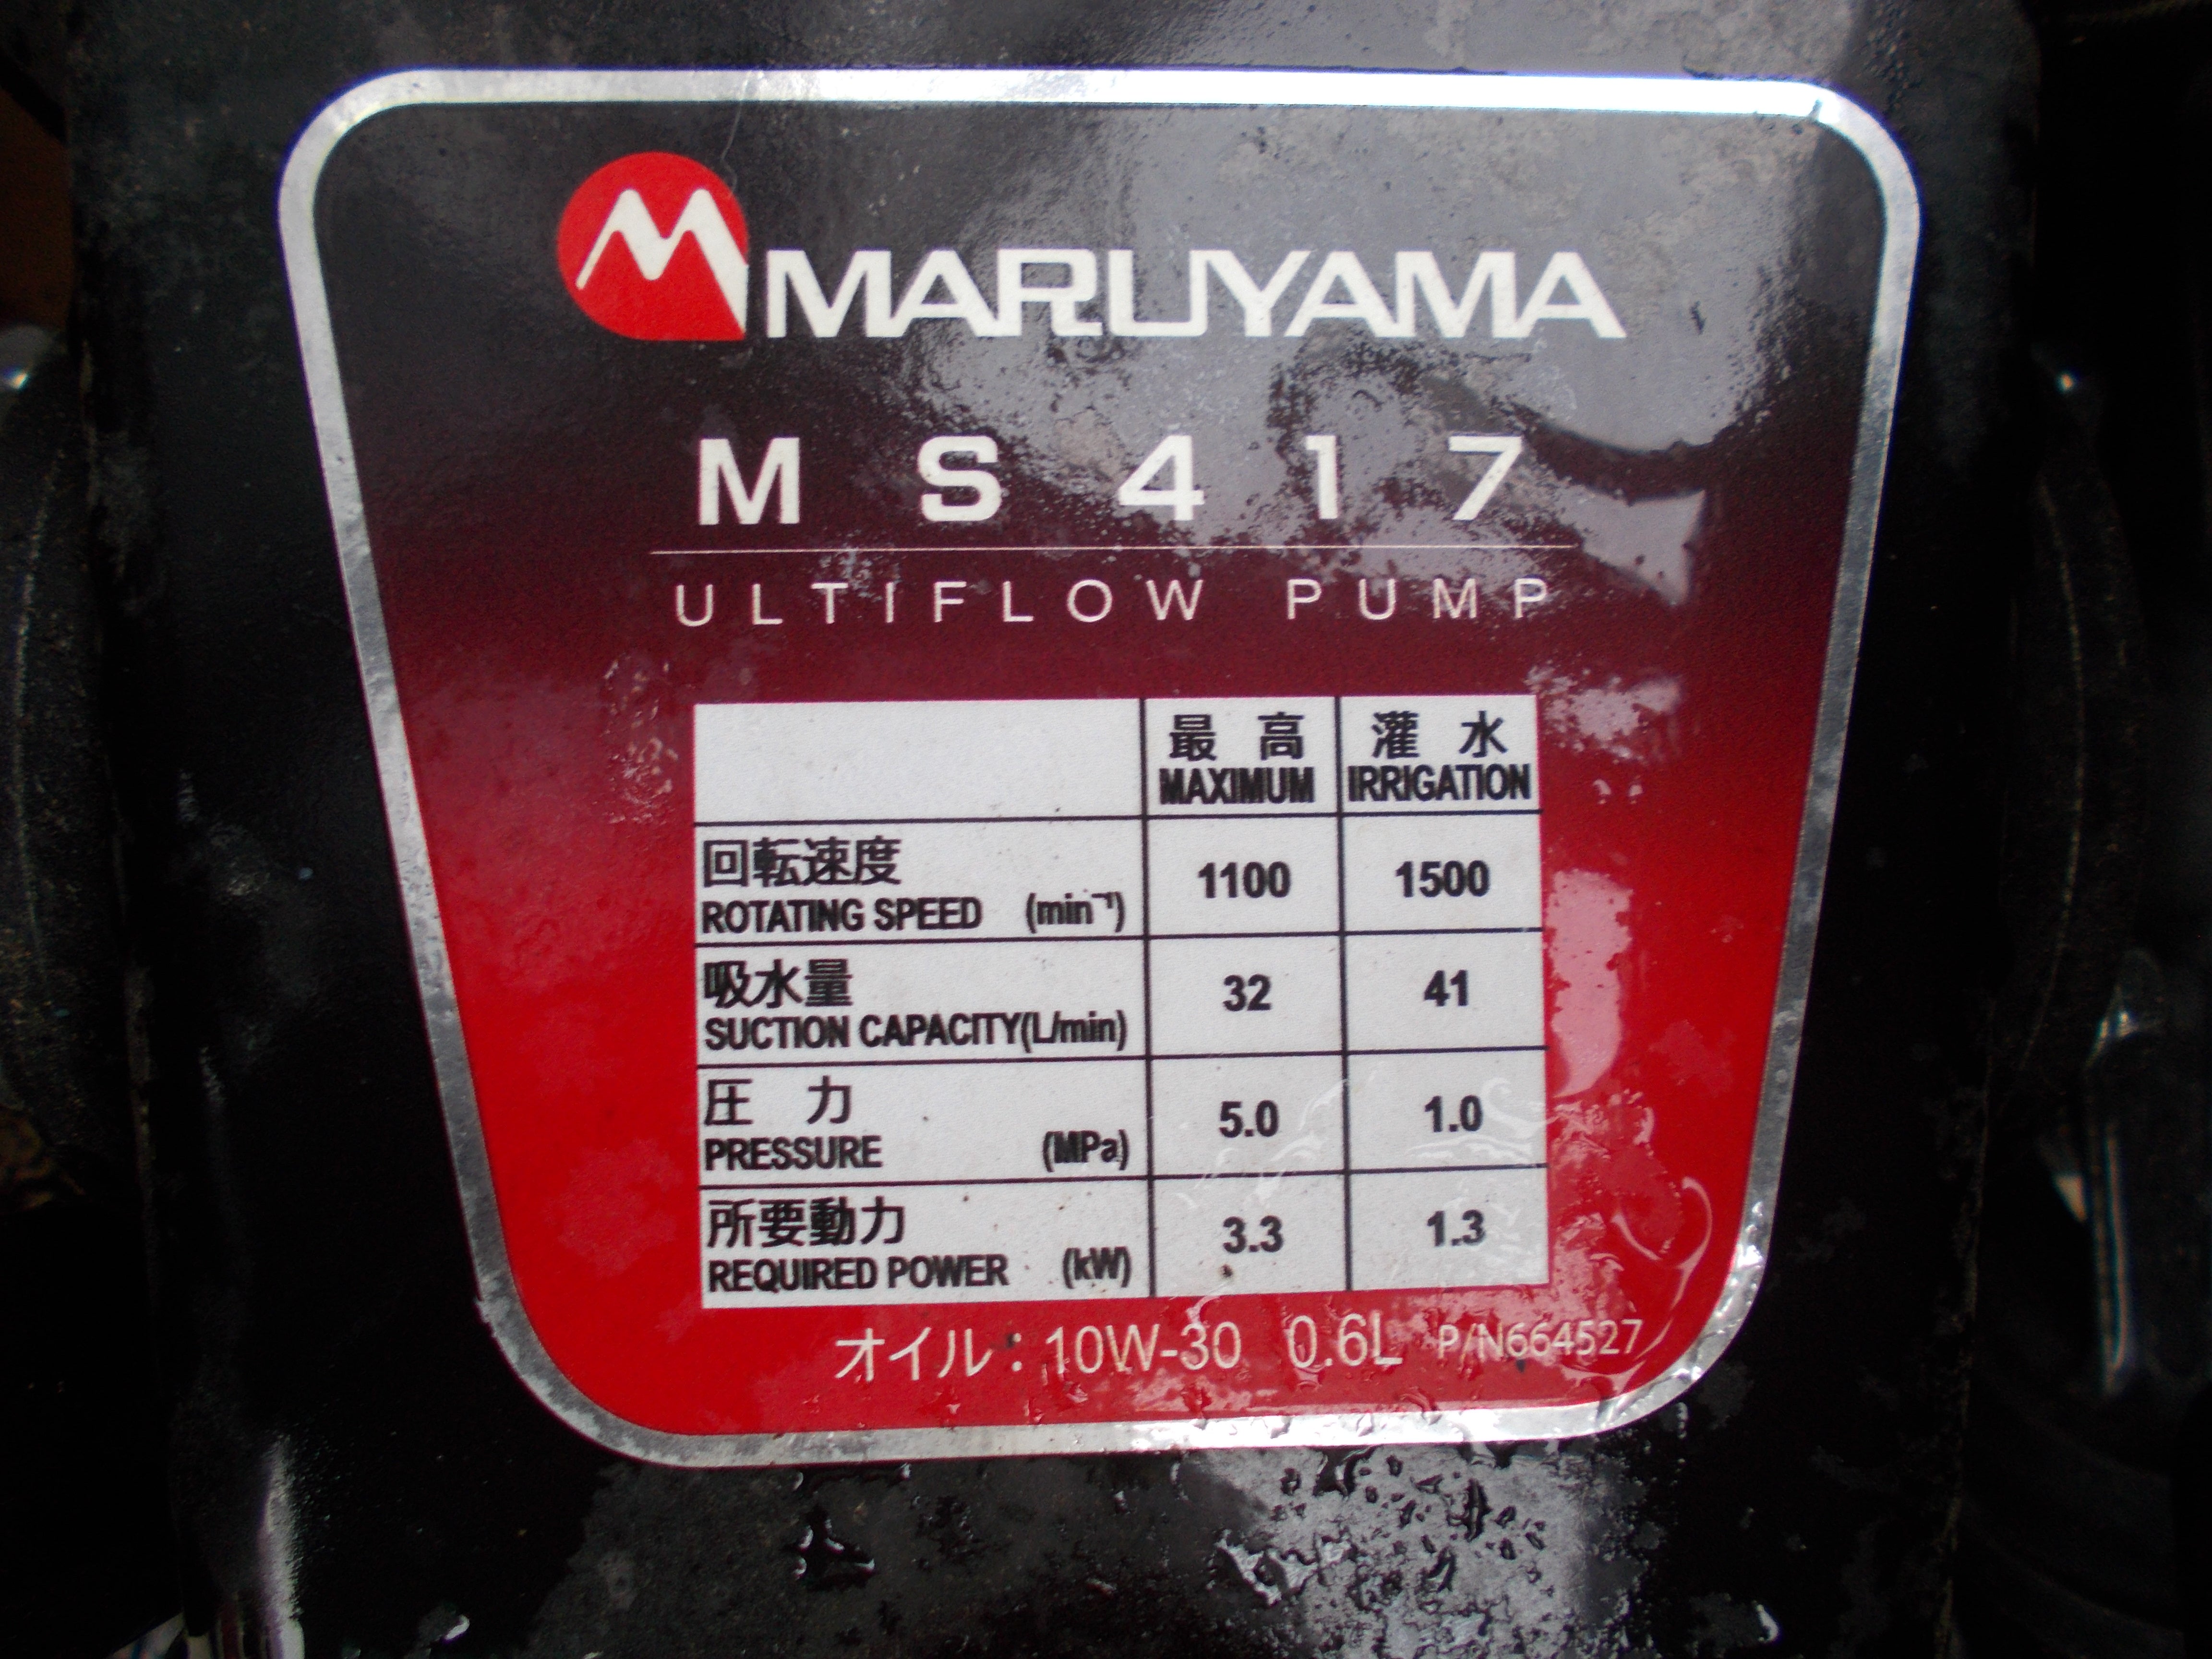 MARUYAMA
MS417
ULTIFLOW PUMP
最高 灌水
MAXIMUM IRRIGATION
回転速度
ROTATING SPEED (min⁻¹) 1100 1500
吸水量
SUCTION CAPACITY(L/min) 32 41
圧力
PRESSURE (MPa) 5.0 1.0
所要動力
REQUIRED POWER (kW) 3.3 1.3
オイル：10W-30 0.6L P/N664527